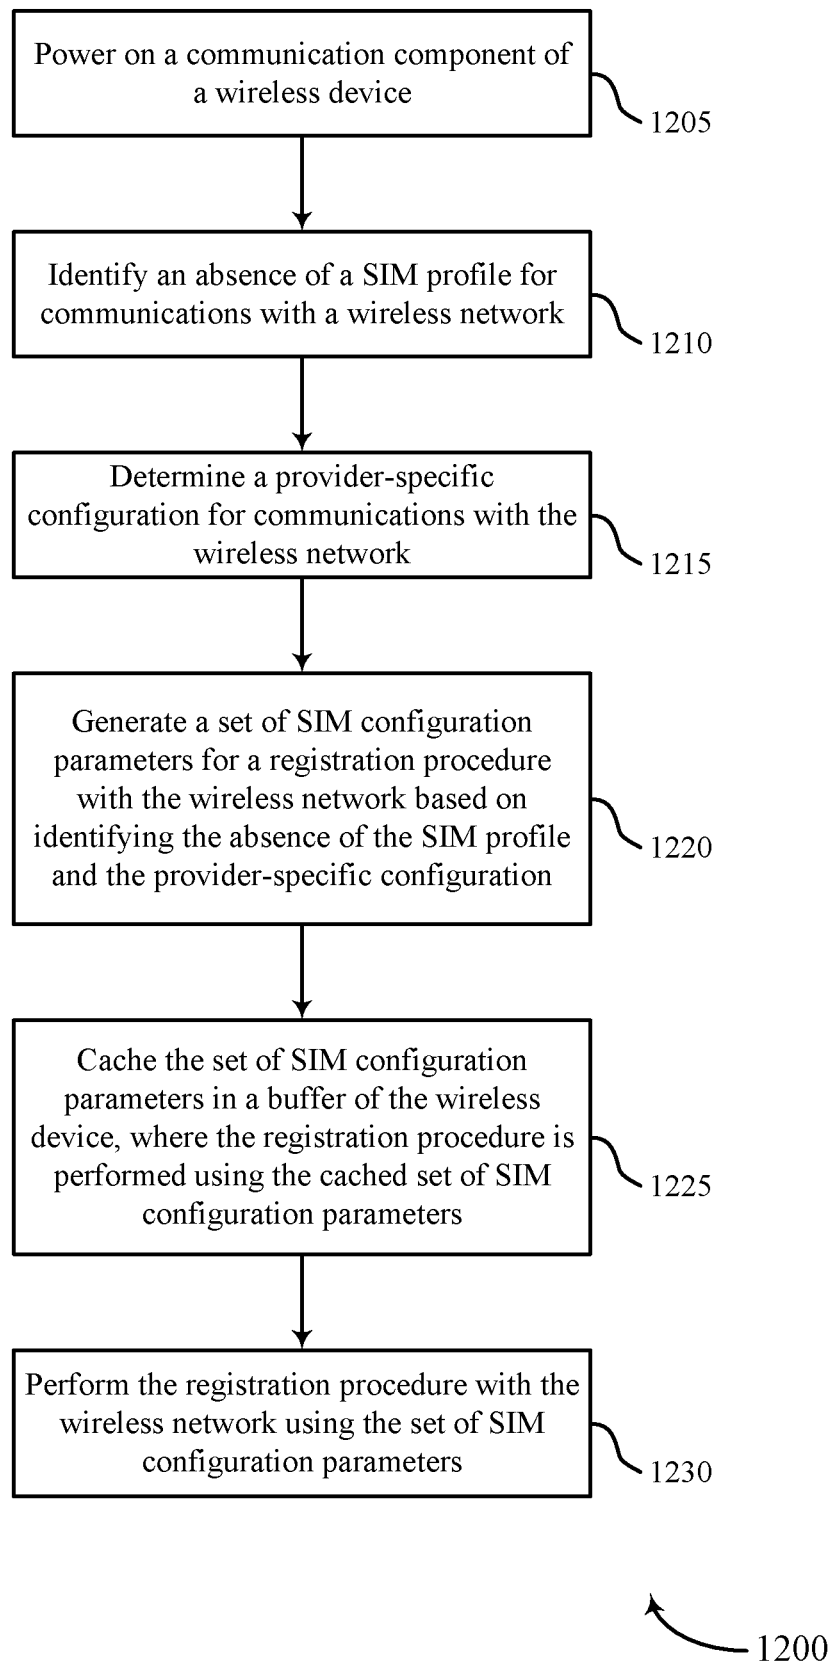 Power on a communication component of
a wireless device
1205
Identify an absence of a SIM profile for
communications with a wireless network
1210
Determine a provider-specific
configuration for communications with the
wireless network
1215
Generate a set of SIM configuration
parameters for a registration procedure
with the wireless network based on
identifying the absence of the SIM profile
and the provider-specific configuration
1220
Cache the set of SIM configuration
parameters in a buffer of the wireless
device, where the registration procedure is
performed using the cached set of SIM
configuration parameters
1225
Perform the registration procedure with the
wireless network using the set of SIM
configuration parameters
1230
1200